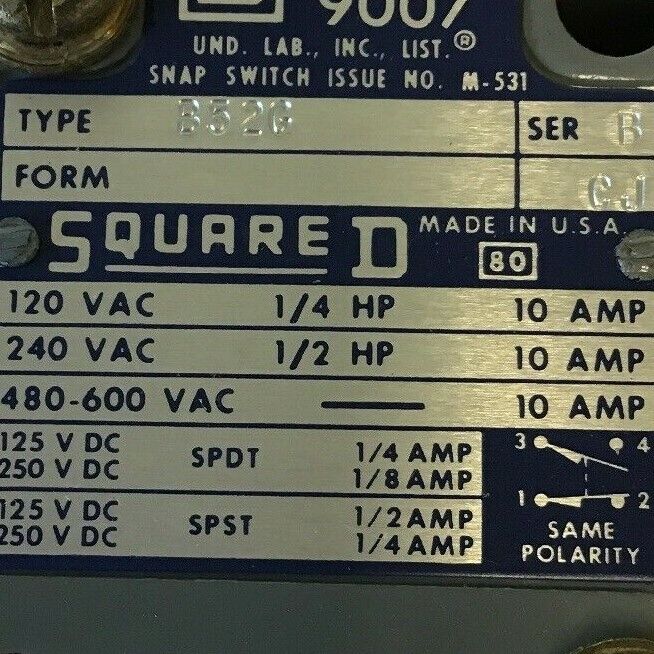 9007
UND. LAB., INC., LIST.®
SNAP SWITCH ISSUE NO. M-531
TYPE B52G SER B
FORM CJ
SQUARE D MADE IN U.S.A.
80
120 VAC 1/4 HP 10 AMP
240 VAC 1/2 HP 10 AMP
480-600 VAC — 10 AMP
125 V DC
250 V DC SPDT 1/4 AMP
1/8 AMP
3 4
125 V DC
250 V DC SPST 1/2 AMP
1/4 AMP
1 2
SAME
POLARITY